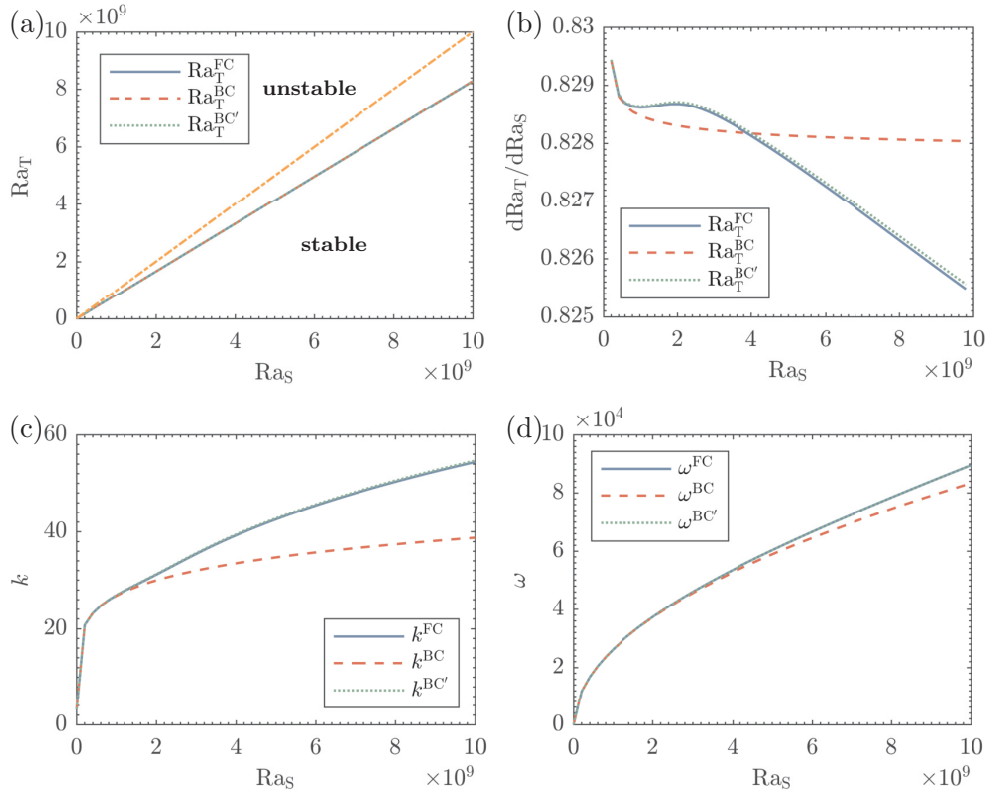 (a)
×10⁹
10
8
6
4
2
0
Ra_T
Ra_T^FC
Ra_T^BC
Ra_T^BC′
unstable
stable
0 2 4 6 8 10
Ra_S
×10⁹
(b)
0.83
0.829
0.828
0.827
0.826
0.825
dRa_T/dRa_S
Ra_T^FC
Ra_T^BC
Ra_T^BC′
0 2 4 6 8 10
Ra_S
×10⁹
(c)
60
40
20
0
k
k^FC
k^BC
k^BC′
0 2 4 6 8 10
Ra_S
×10⁹
(d)
×10⁴
10
8
6
4
2
0
ω
ω^FC
ω^BC
ω^BC′
0 2 4 6 8 10
Ra_S
×10⁹